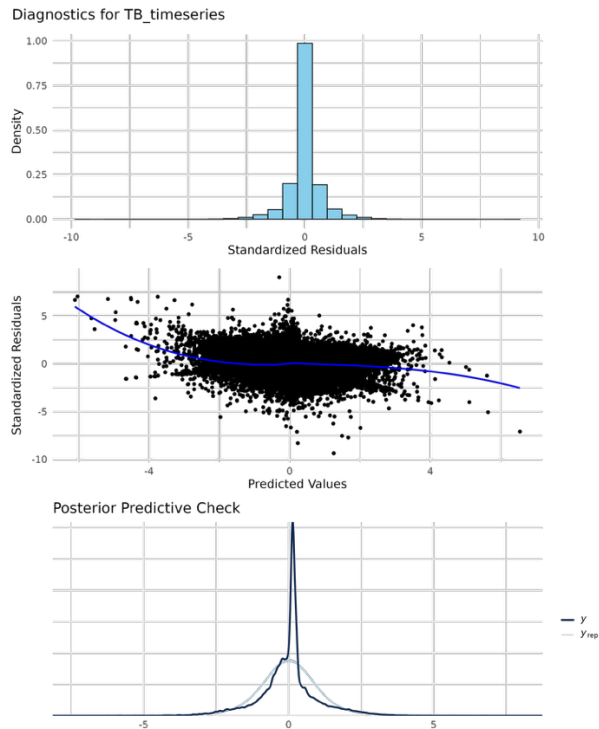 Diagnostics for TB_timeseries
1.00
0.75
0.50
0.25
0.00
Density
-10 -5 0 5 10
Standardized Residuals
5
0
-5
-10
Standardized Residuals
-4 0 4
Predicted Values
Posterior Predictive Check
y
y rep
-5 0 5